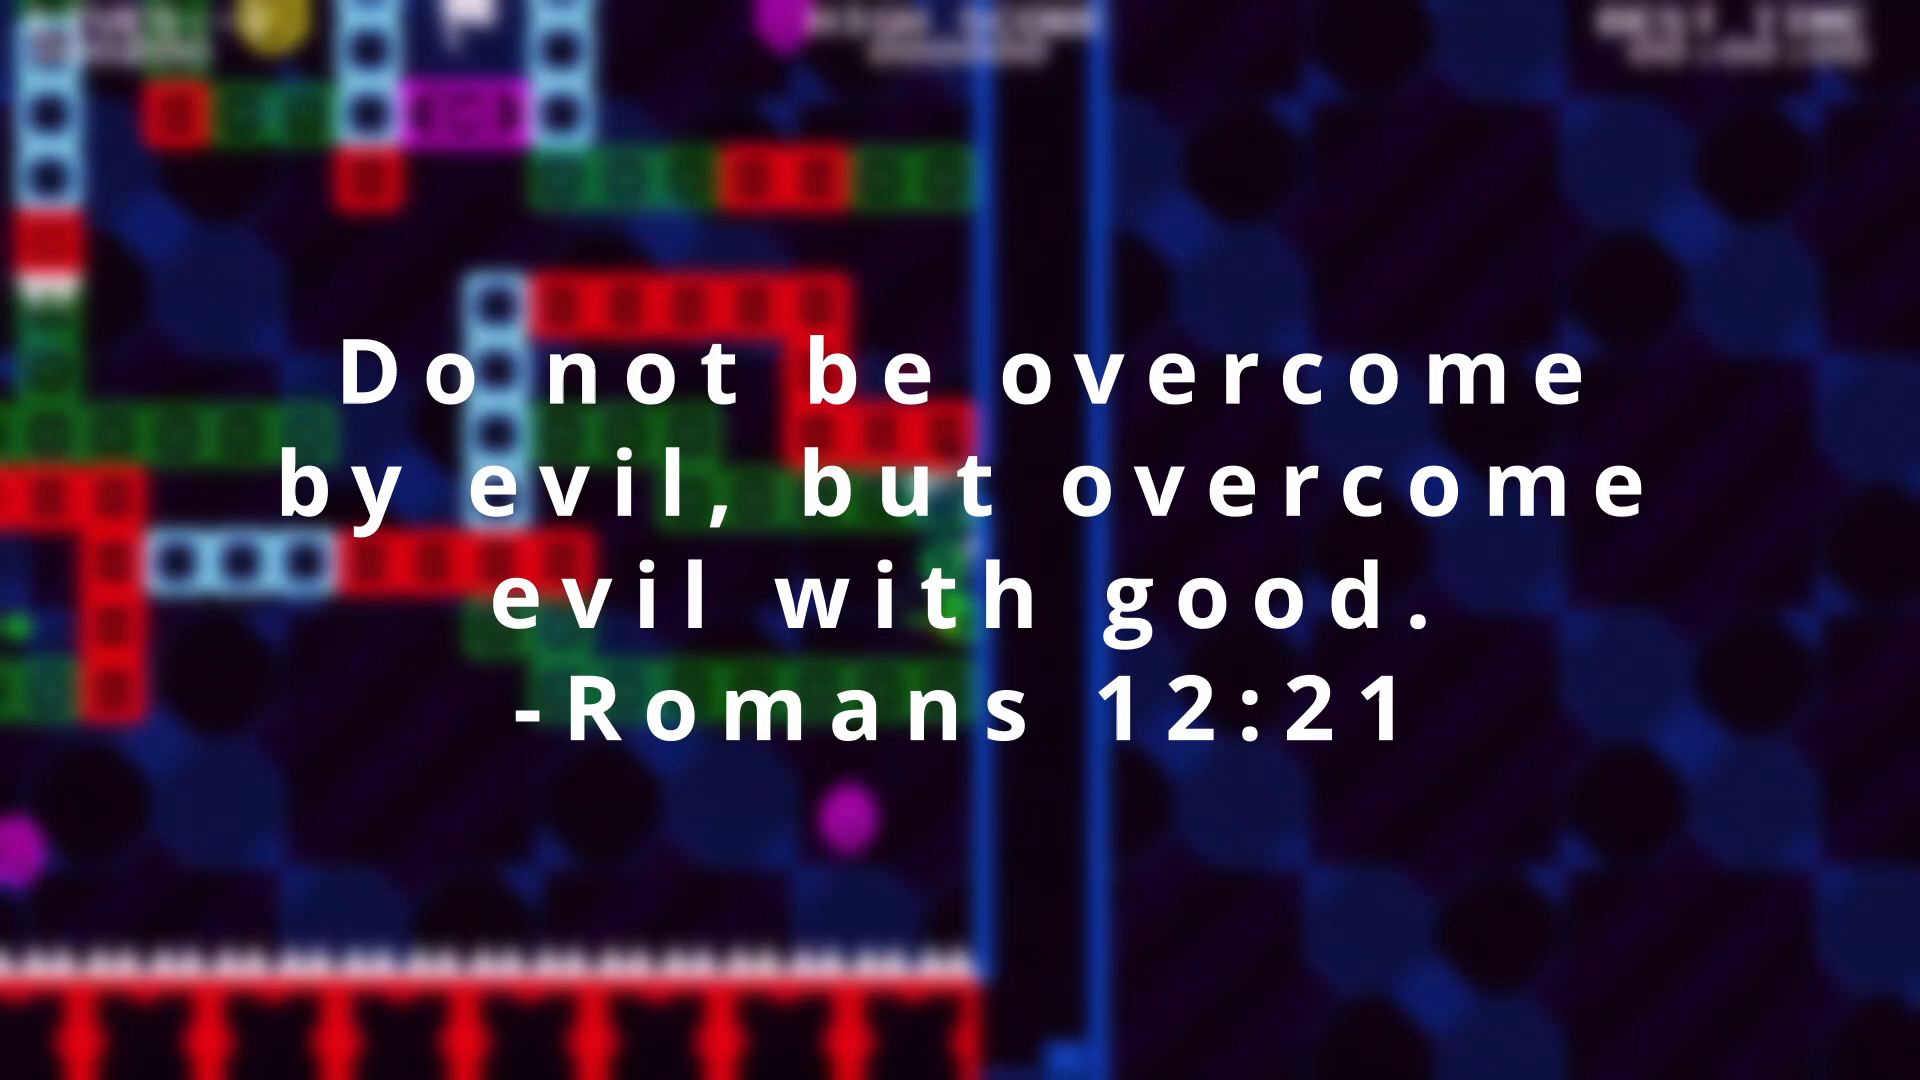 Do not be overcome
by evil, but overcome
evil with good.
-Romans 12:21